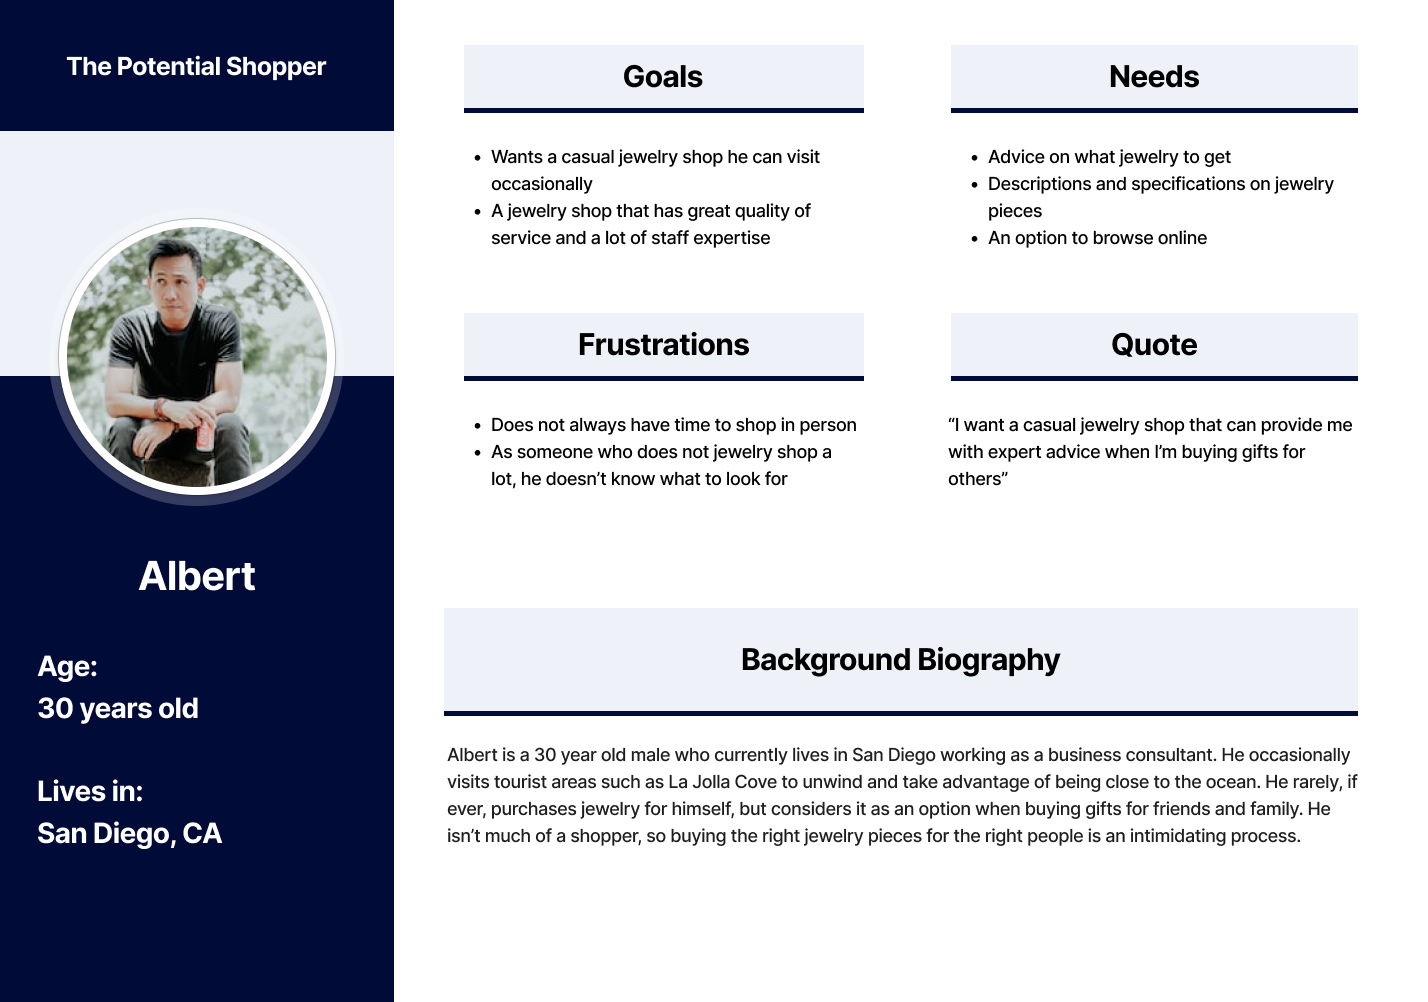 The Potential Shopper
Albert
Age:
30 years old
Lives in:
San Diego, CA
Goals
• Wants a casual jewelry shop he can visit
occasionally
• A jewelry shop that has great quality of
service and a lot of staff expertise
Needs
• Advice on what jewelry to get
• Descriptions and specifications on jewelry
pieces
• An option to browse online
Frustrations
• Does not always have time to shop in person
• As someone who does not jewelry shop a
lot, he doesn’t know what to look for
Quote
“I want a casual jewelry shop that can provide me
with expert advice when I’m buying gifts for
others”
Background Biography
Albert is a 30 year old male who currently lives in San Diego working as a business consultant. He occasionally
visits tourist areas such as La Jolla Cove to unwind and take advantage of being close to the ocean. He rarely, if
ever, purchases jewelry for himself, but considers it as an option when buying gifts for friends and family. He
isn’t much of a shopper, so buying the right jewelry pieces for the right people is an intimidating process.